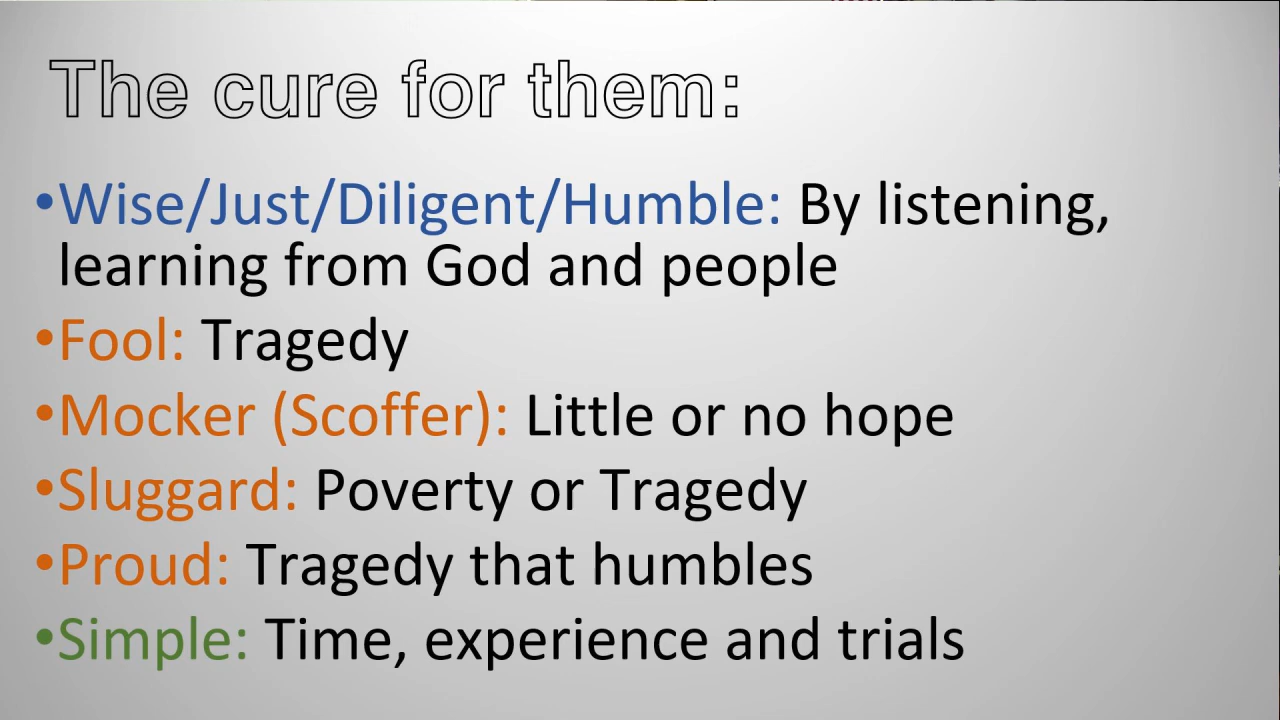 The cure for them:
•Wise/Just/Diligent/Humble: By listening,
learning from God and people
•Fool: Tragedy
•Mocker (Scoffer): Little or no hope
•Sluggard: Poverty or Tragedy
•Proud: Tragedy that humbles
•Simple: Time, experience and trials